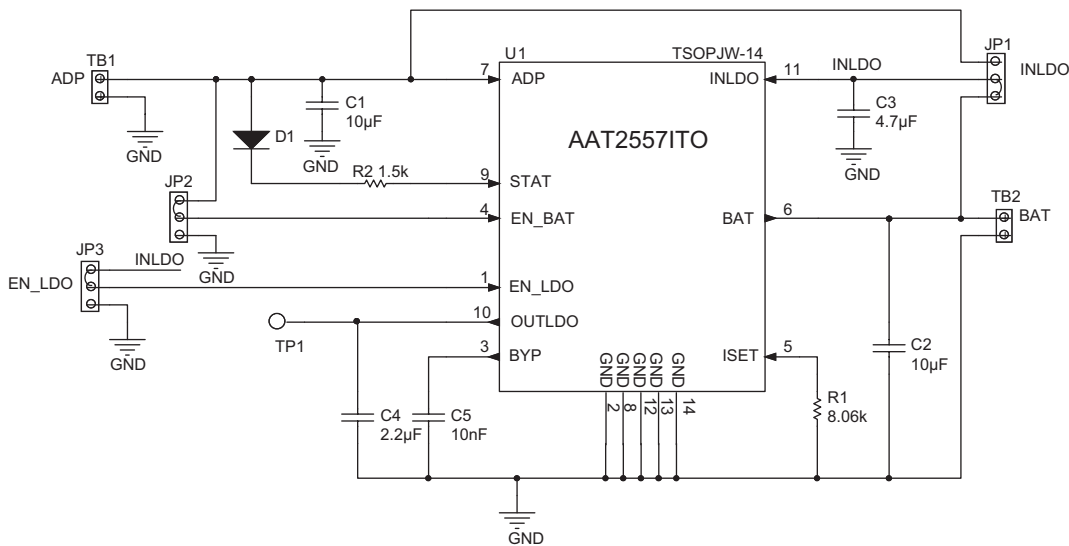 U1
TSOPJW-14
TB1
ADP
GND
C1
10µF
GND
D1
R2 1.5k
JP2
GND
JP3
INLDO
EN_LDO
GND
TP1
7
ADP
9
STAT
4
EN_BAT
1
EN_LDO
10
OUTLDO
3
BYP
AAT2557ITO
INLDO
11
INLDO
BAT
6
ISET
5
GND
GND
GND
GND
GND
2
8
12
13
14
JP1
INLDO
C3
4.7µF
GND
TB2
BAT
C2
10µF
R1
8.06k
C4
2.2µF
C5
10nF
GND